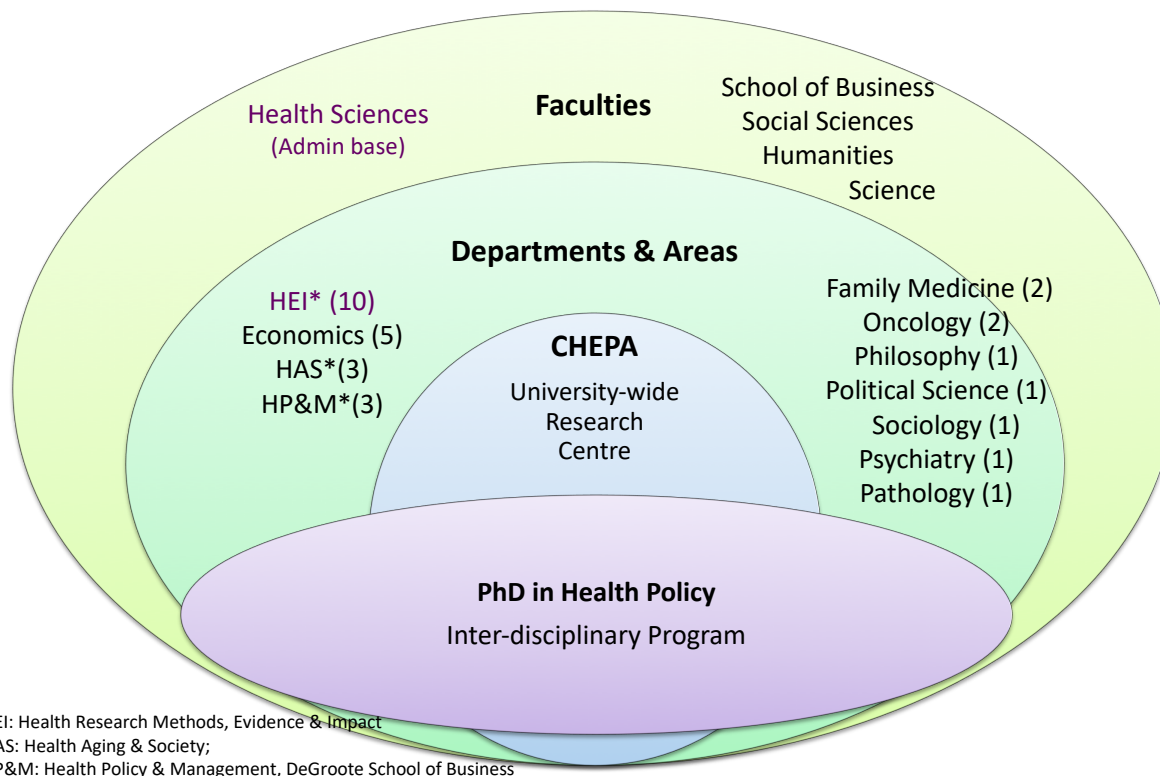 Faculties
Health Sciences
(Admin base)
School of Business
Social Sciences
Humanities
Science
Departments & Areas
HEI* (10)
Economics (5)
HAS*(3)
HP&M*(3)
CHEPA
University-wide
Research
Centre
Family Medicine (2)
Oncology (2)
Philosophy (1)
Political Science (1)
Sociology (1)
Psychiatry (1)
Pathology (1)
PhD in Health Policy
Inter-disciplinary Program
EI: Health Research Methods, Evidence & Impact
AS: Health Aging & Society;
P&M: Health Policy & Management, DeGroote School of Business